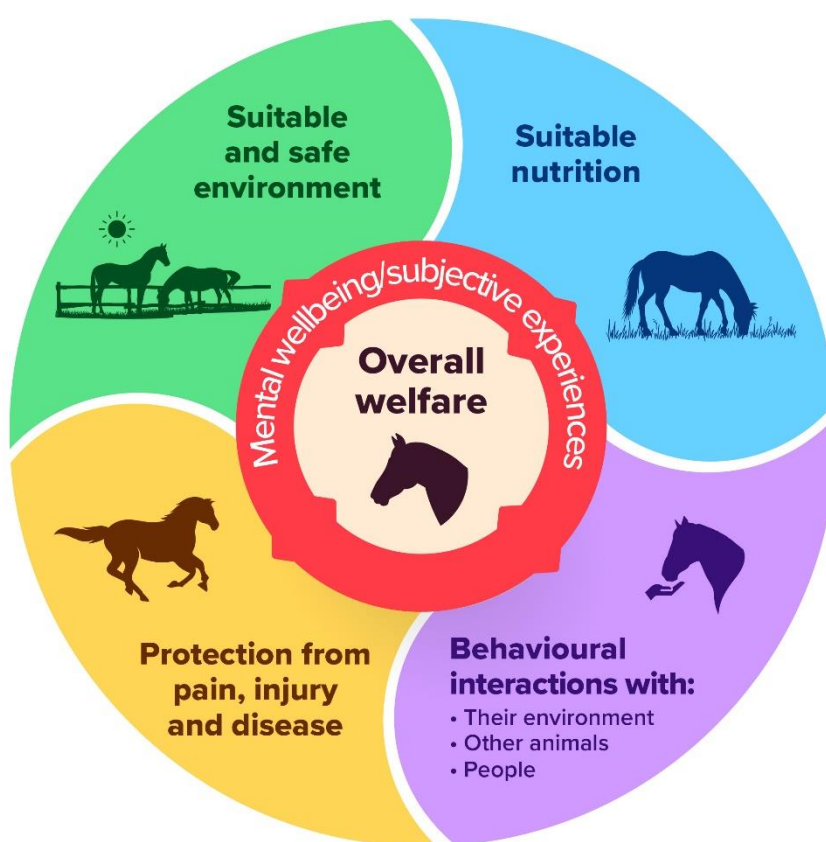 Suitable
and safe
environment
Suitable
nutrition
Mental wellbeing/subjective experiences
Overall
welfare
Protection from
pain, injury
and disease
Behavioural
interactions with:
• Their environment
• Other animals
• People